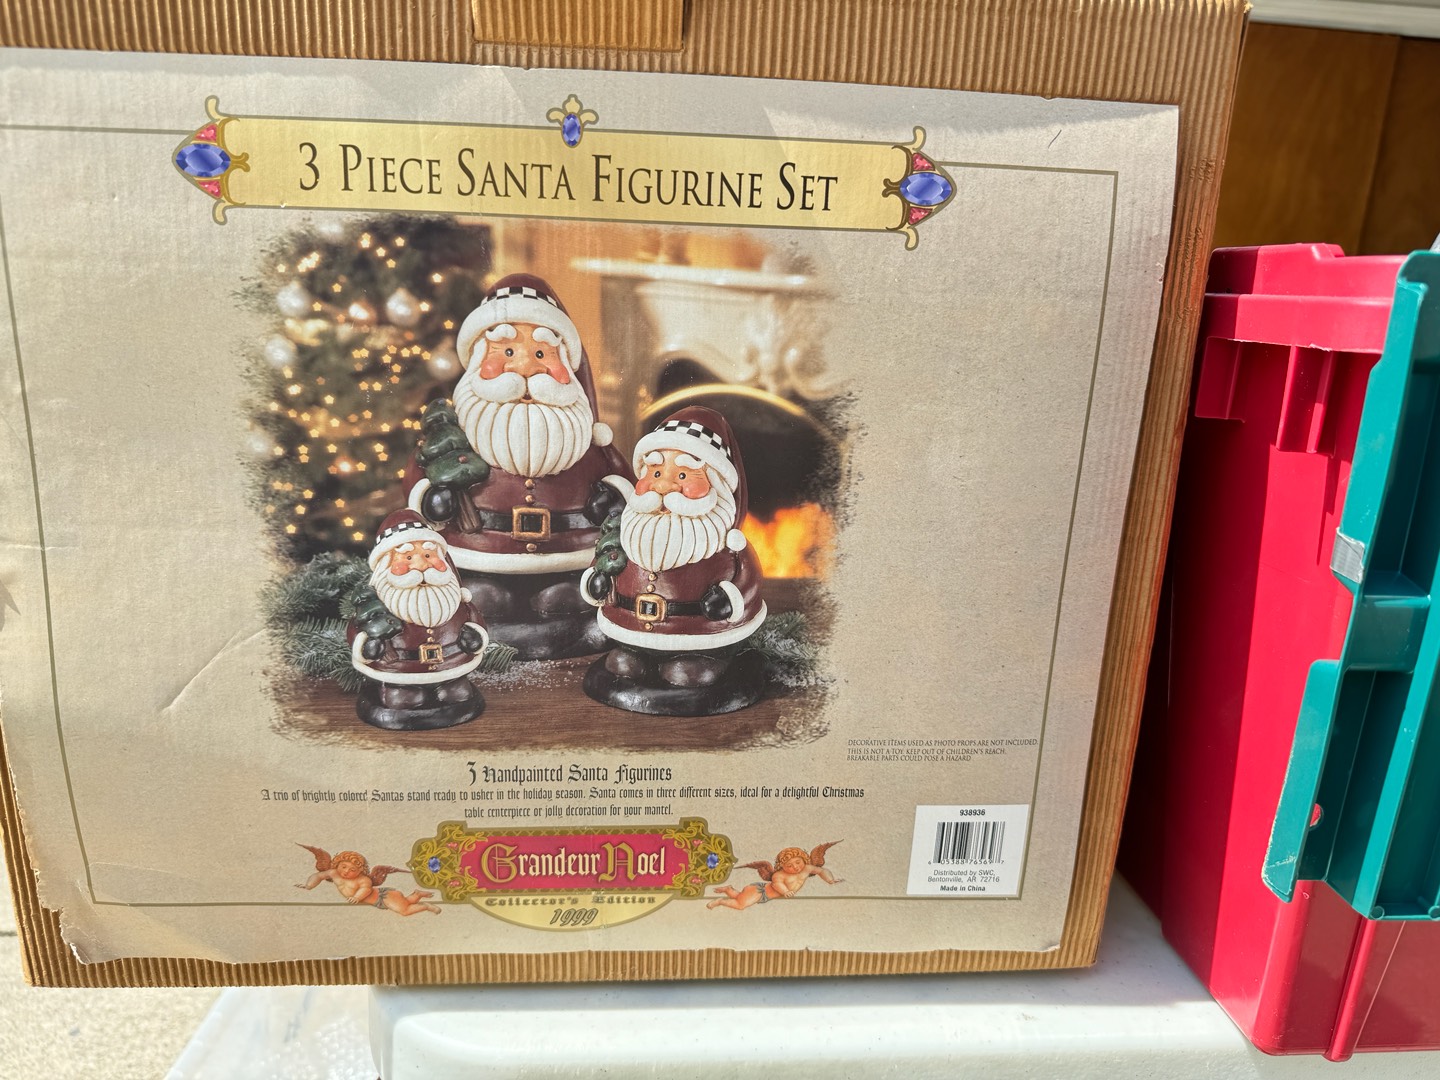 3 PIECE SANTA FIGURINE SET
DECORATIVE ITEMS USED AS PHOTO PROPS ARE NOT INCLUDED.
THIS IS NOT A TOY. KEEP OUT OF CHILDREN'S REACH.
BREAKABLE PARTS COULD POSE A HAZARD
3 Handpainted Santa Figurines
A trio of brightly colored Santas stand ready to usher in the holiday season. Santa comes in three different sizes, ideal for a delightful Christmas
table centerpiece or jolly decoration for your mantel.
Grandeur Noel
Collector's Edition
1999
938936
05388 76569
Distributed by SWC,
Bentonville, AR 72716
Made in China